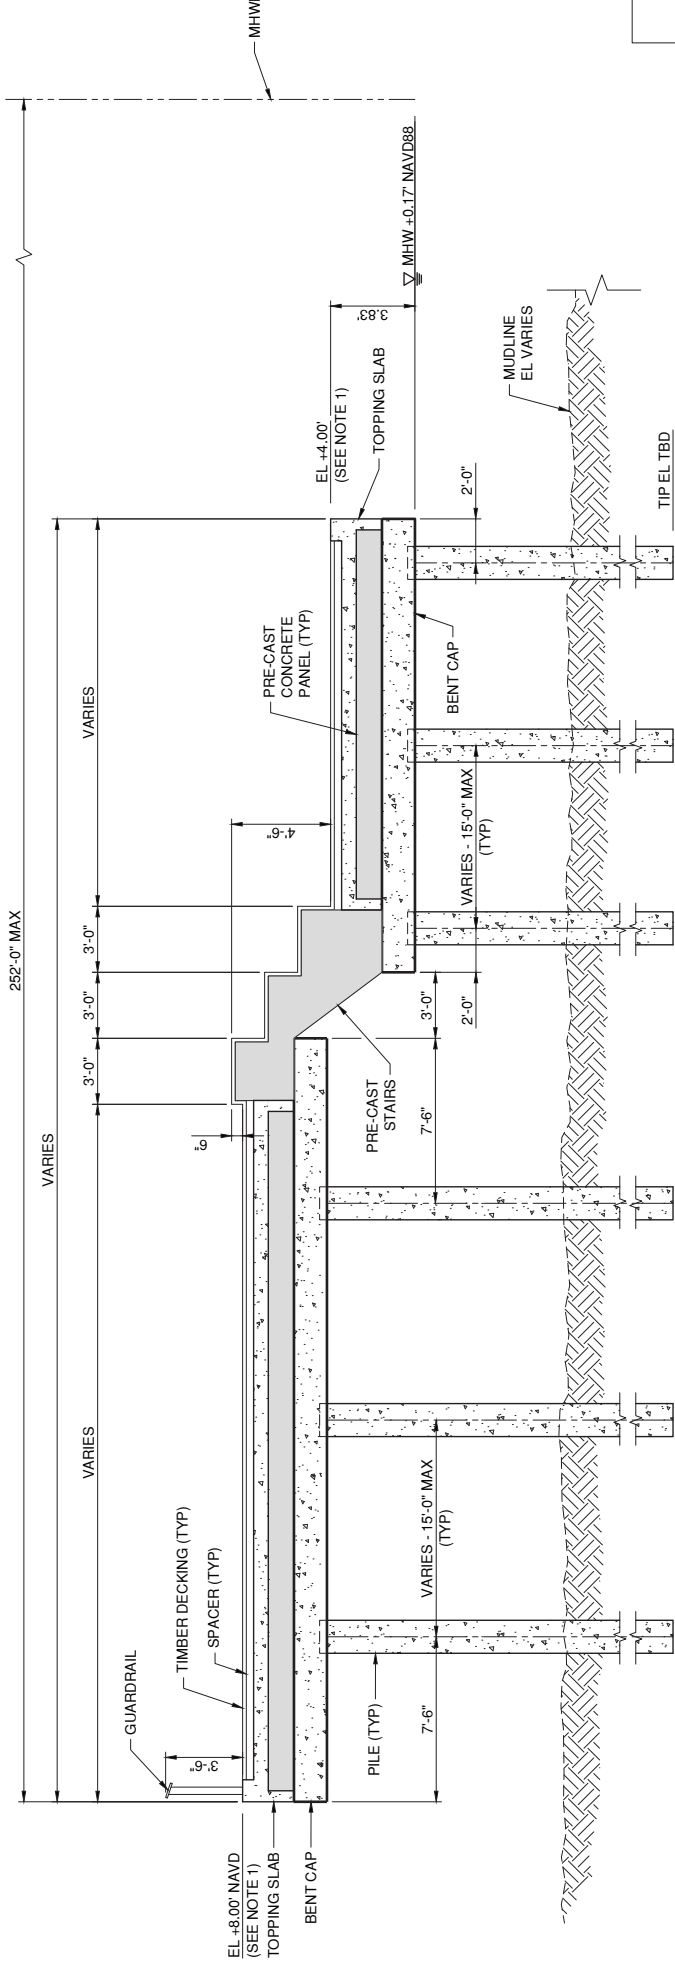 252'-0" MAX
MHW
VARIES
VARIES
3'-0"
3'-0"
3'-0"
VARIES
GUARDRAIL
TIMBER DECKING (TYP)
SPACER (TYP)
3'-6"
6"
4'-6"
PRE-CAST
CONCRETE
PANEL (TYP)
EL +4.00'
(SEE NOTE 1)
TOPPING SLAB
3.83'
MHW +0.17' NAVD88
EL +8.00' NAVD
(SEE NOTE 1)
TOPPING SLAB
BENT CAP
PILE (TYP)
7'-6"
VARIES - 15'-0" MAX
(TYP)
PRE-CAST
STAIRS
7'-6"
3'-0"
2'-0"
VARIES - 15'-0" MAX
(TYP)
BENT CAP
2'-0"
MUDLINE
EL VARIES
TIP EL TBD